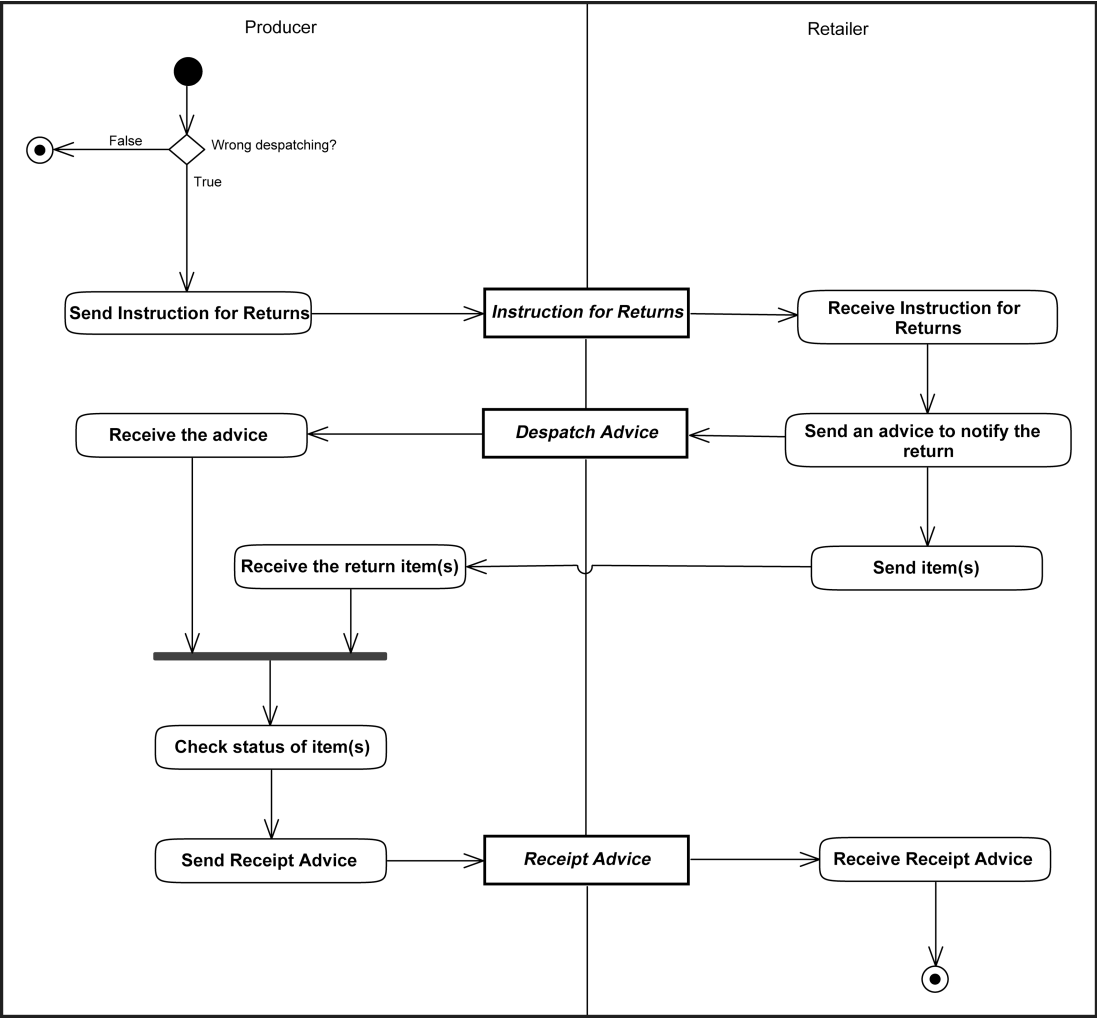 Producer
Retailer
Wrong despatching?
False
True
Send Instruction for Returns
Instruction for Returns
Receive Instruction for
Returns
Receive the advice
Despatch Advice
Send an advice to notify the
return
Receive the return item(s)
Send item(s)
Check status of item(s)
Send Receipt Advice
Receipt Advice
Receive Receipt Advice